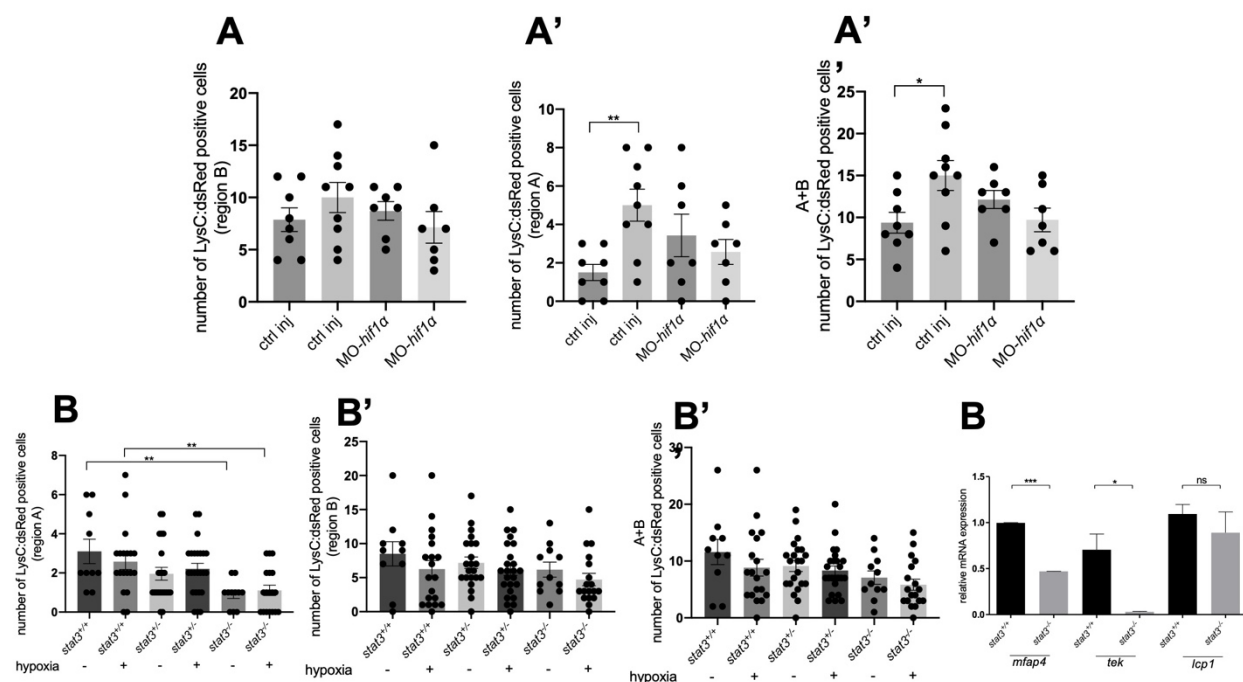 A
number of LysC:dsRed positive cells
(region B)
20
15
10
5
0
ctrl inj
ctrl inj
MO-hif1α
MO-hif1α
A’
number of LysC:dsRed positive cells
(region A)
10
8
6
4
2
0
**
ctrl inj
ctrl inj
MO-hif1α
MO-hif1α
A’
’
A+B
number of LysC:dsRed positive cells
25
20
15
10
5
0
*
ctrl inj
ctrl inj
MO-hif1α
MO-hif1α
B
number of LysC:dsRed positive cells
(region A)
8
6
4
2
0
**
**
stat3+/+
stat3+/+
stat3+/-
stat3+/-
stat3-/-
stat3-/-
hypoxia - + - + - +
B’
number of LysC:dsRed positive cells
(region B)
25
20
15
10
5
0
stat3+/+
stat3+/+
stat3+/-
stat3+/-
stat3-/-
stat3-/-
hypoxia - + - + - +
B’
’
A+B
number of LysC:dsRed positive cells
30
20
10
0
stat3+/+
stat3+/+
stat3+/-
stat3+/-
stat3-/-
stat3-/-
hypoxia - + - + - +
B
relative mRNA expression
1.5
1.0
0.5
0.0
***
*
ns
stat3+/+
stat3-/-
stat3+/+
stat3-/-
stat3+/+
stat3-/-
mfap4 tek lcp1